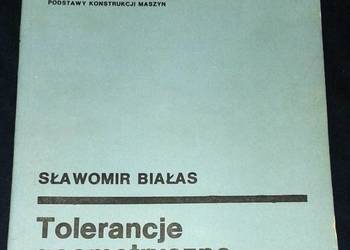 PODSTAWY KONSTRUKCJI MASZYN
SŁAWOMIR BIAŁAS
Tolerancje